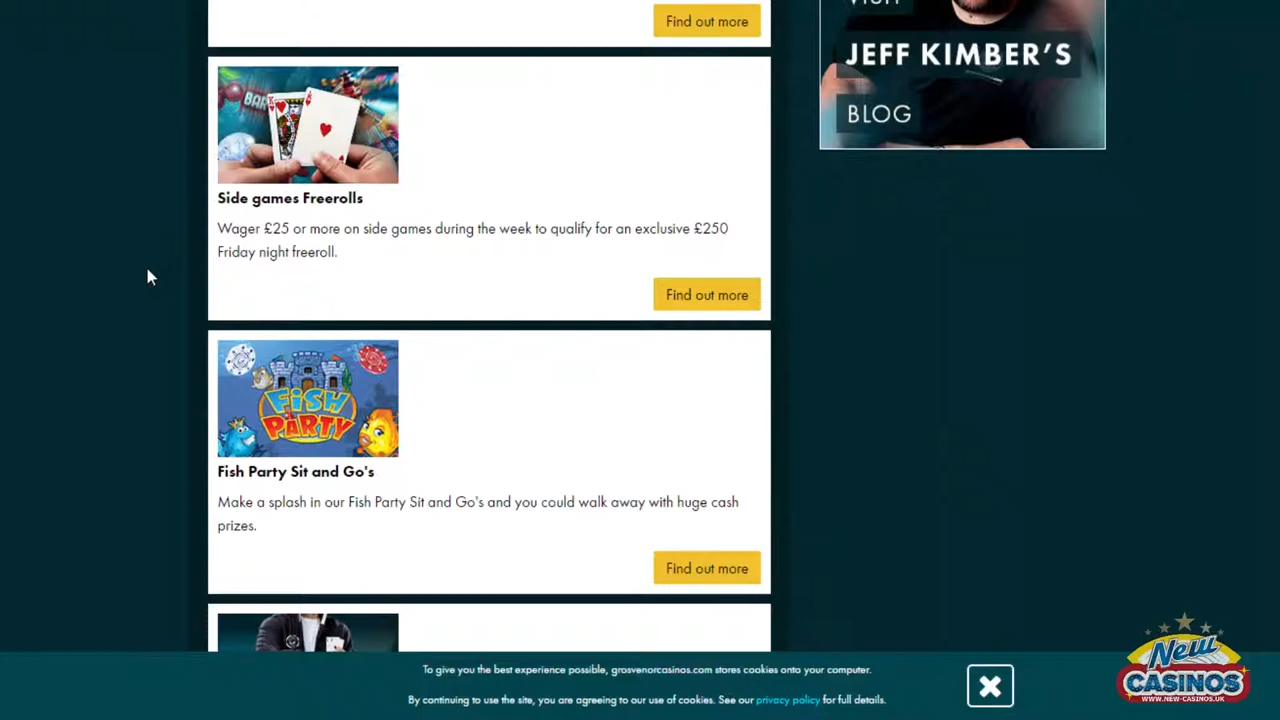 Find out more
VISIT
JEFF KIMBER'S
BLOG
BAR
Side games Freerolls
Wager £25 or more on side games during the week to qualify for an exclusive £250
Friday night freeroll.
Find out more
FiSH
PARTY
Fish Party Sit and Go's
Make a splash in our Fish Party Sit and Go's and you could walk away with huge cash
prizes.
Find out more
To give you the best experience possible, grosvenorcasinos.com stores cookies onto your computer.
By continuing to use the site, you are agreeing to our use of cookies. See our privacy policy for full details.
New
CASINOS
WWW.NEW-CASINOS.UK